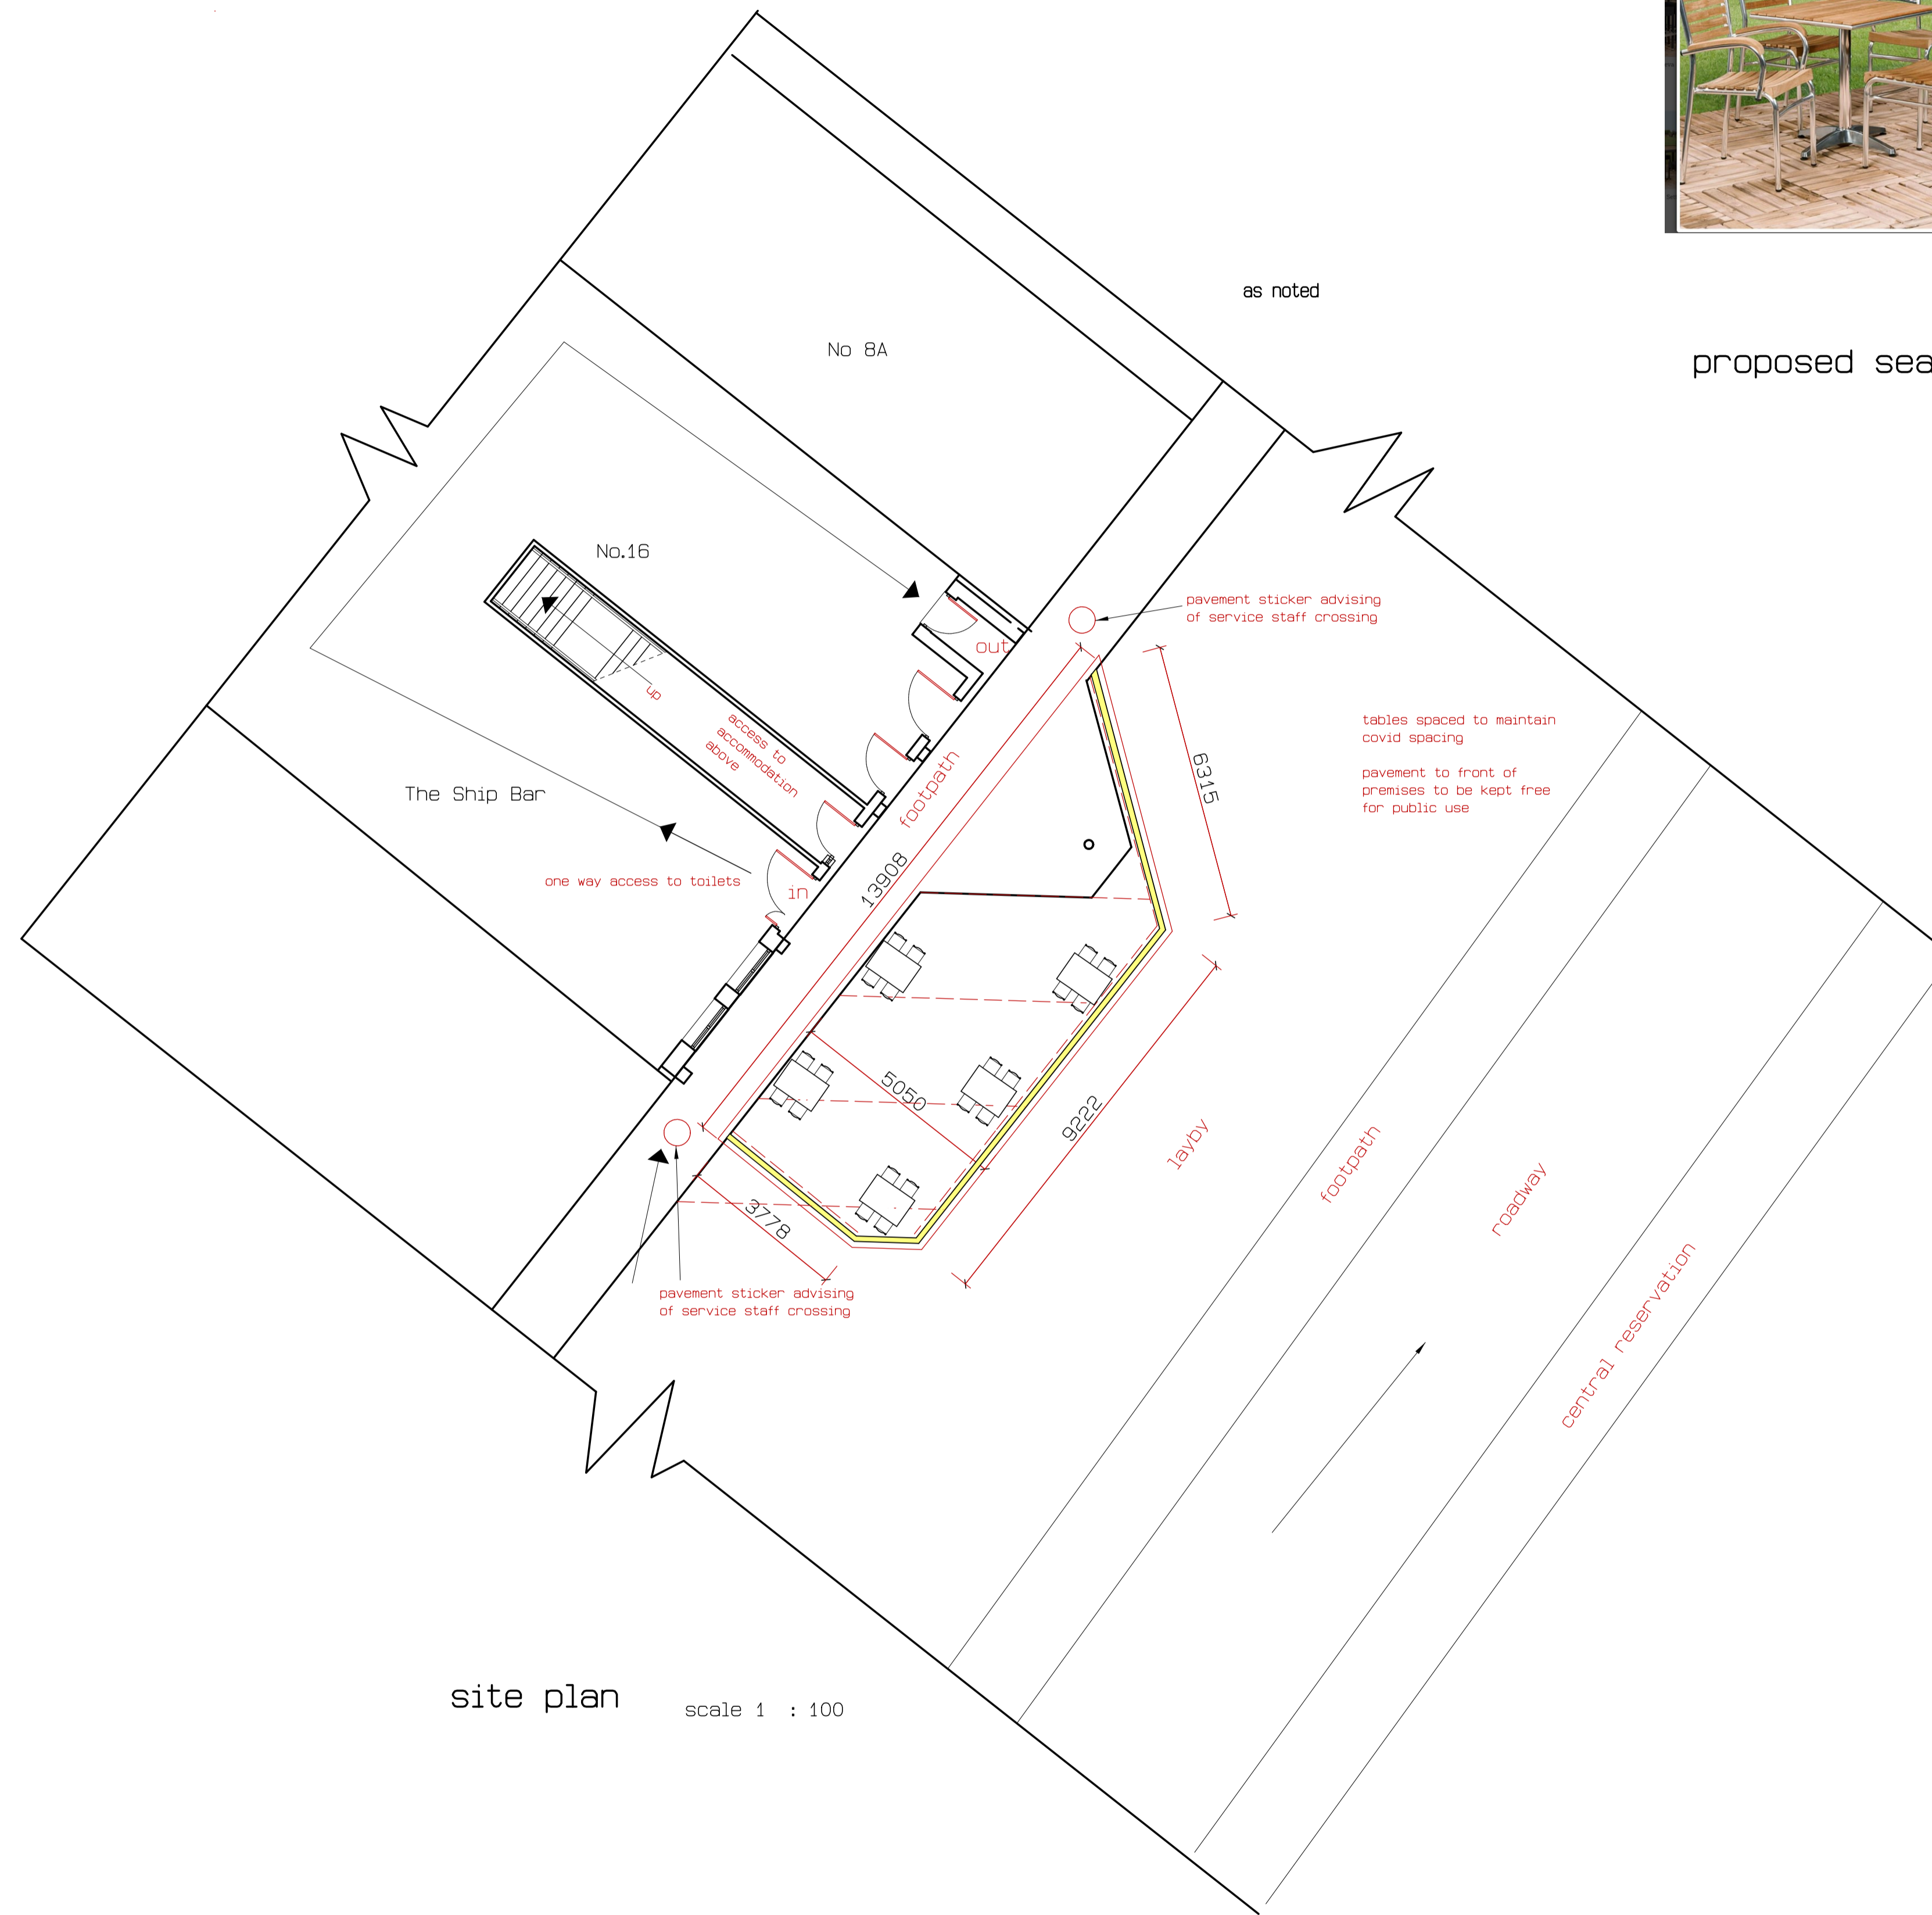 as noted
No 8A
proposed sea
No.16
pavement sticker advising
of service staff crossing
out
up
access to
accommodation
above
tables spaced to maintain
covid spacing
pavement to front of
premises to be kept free
for public use
footpath
6315
The Ship Bar
13908
one way access to toilets
in
5050
9222
layby
footpath
roadway
3778
central reservation
pavement sticker advising
of service staff crossing
site plan
scale 1 : 100